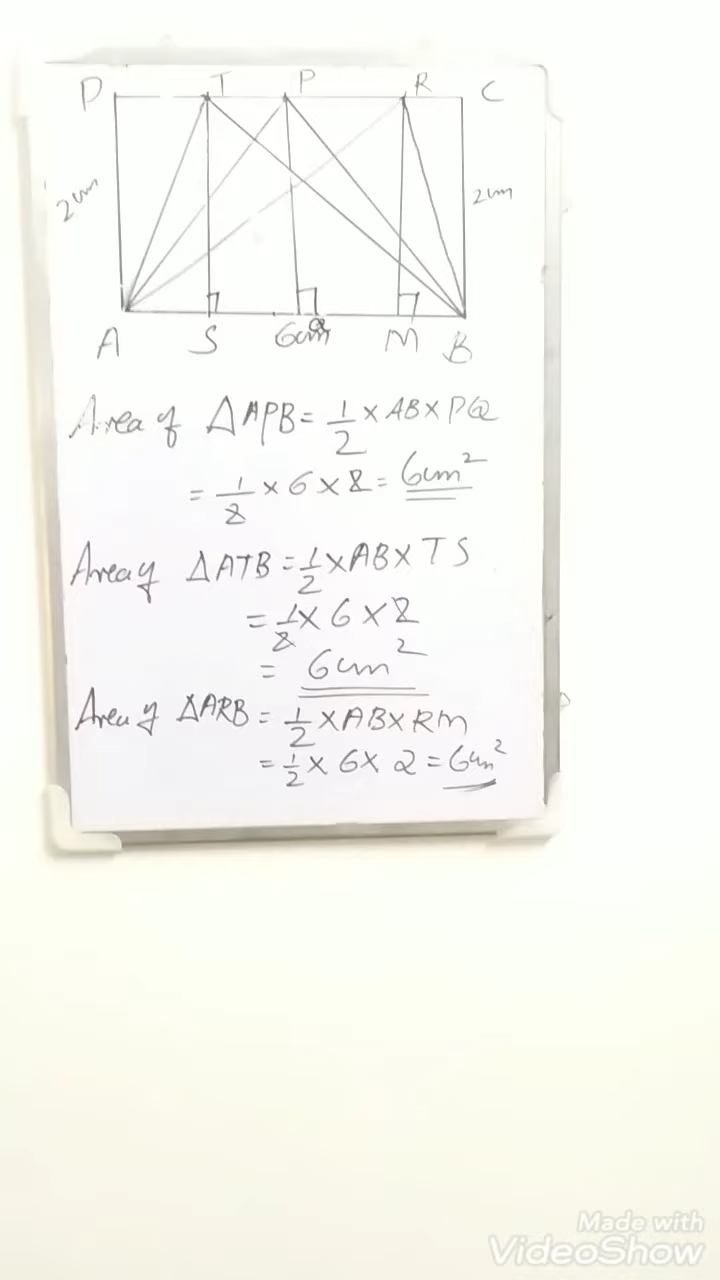 D T P R C
2cm 2cm
A S 6cm Q M B
Area of ΔAPB = 1/2 × AB × PQ
= 1/2 × 6 × 2 = 6cm²
Area of ΔATB = 1/2 × AB × TS
= 1/2 × 6 × 2
= 6cm²
Area of ΔARB = 1/2 × AB × RM
= 1/2 × 6 × 2 = 6cm²
Made with
VideoShow